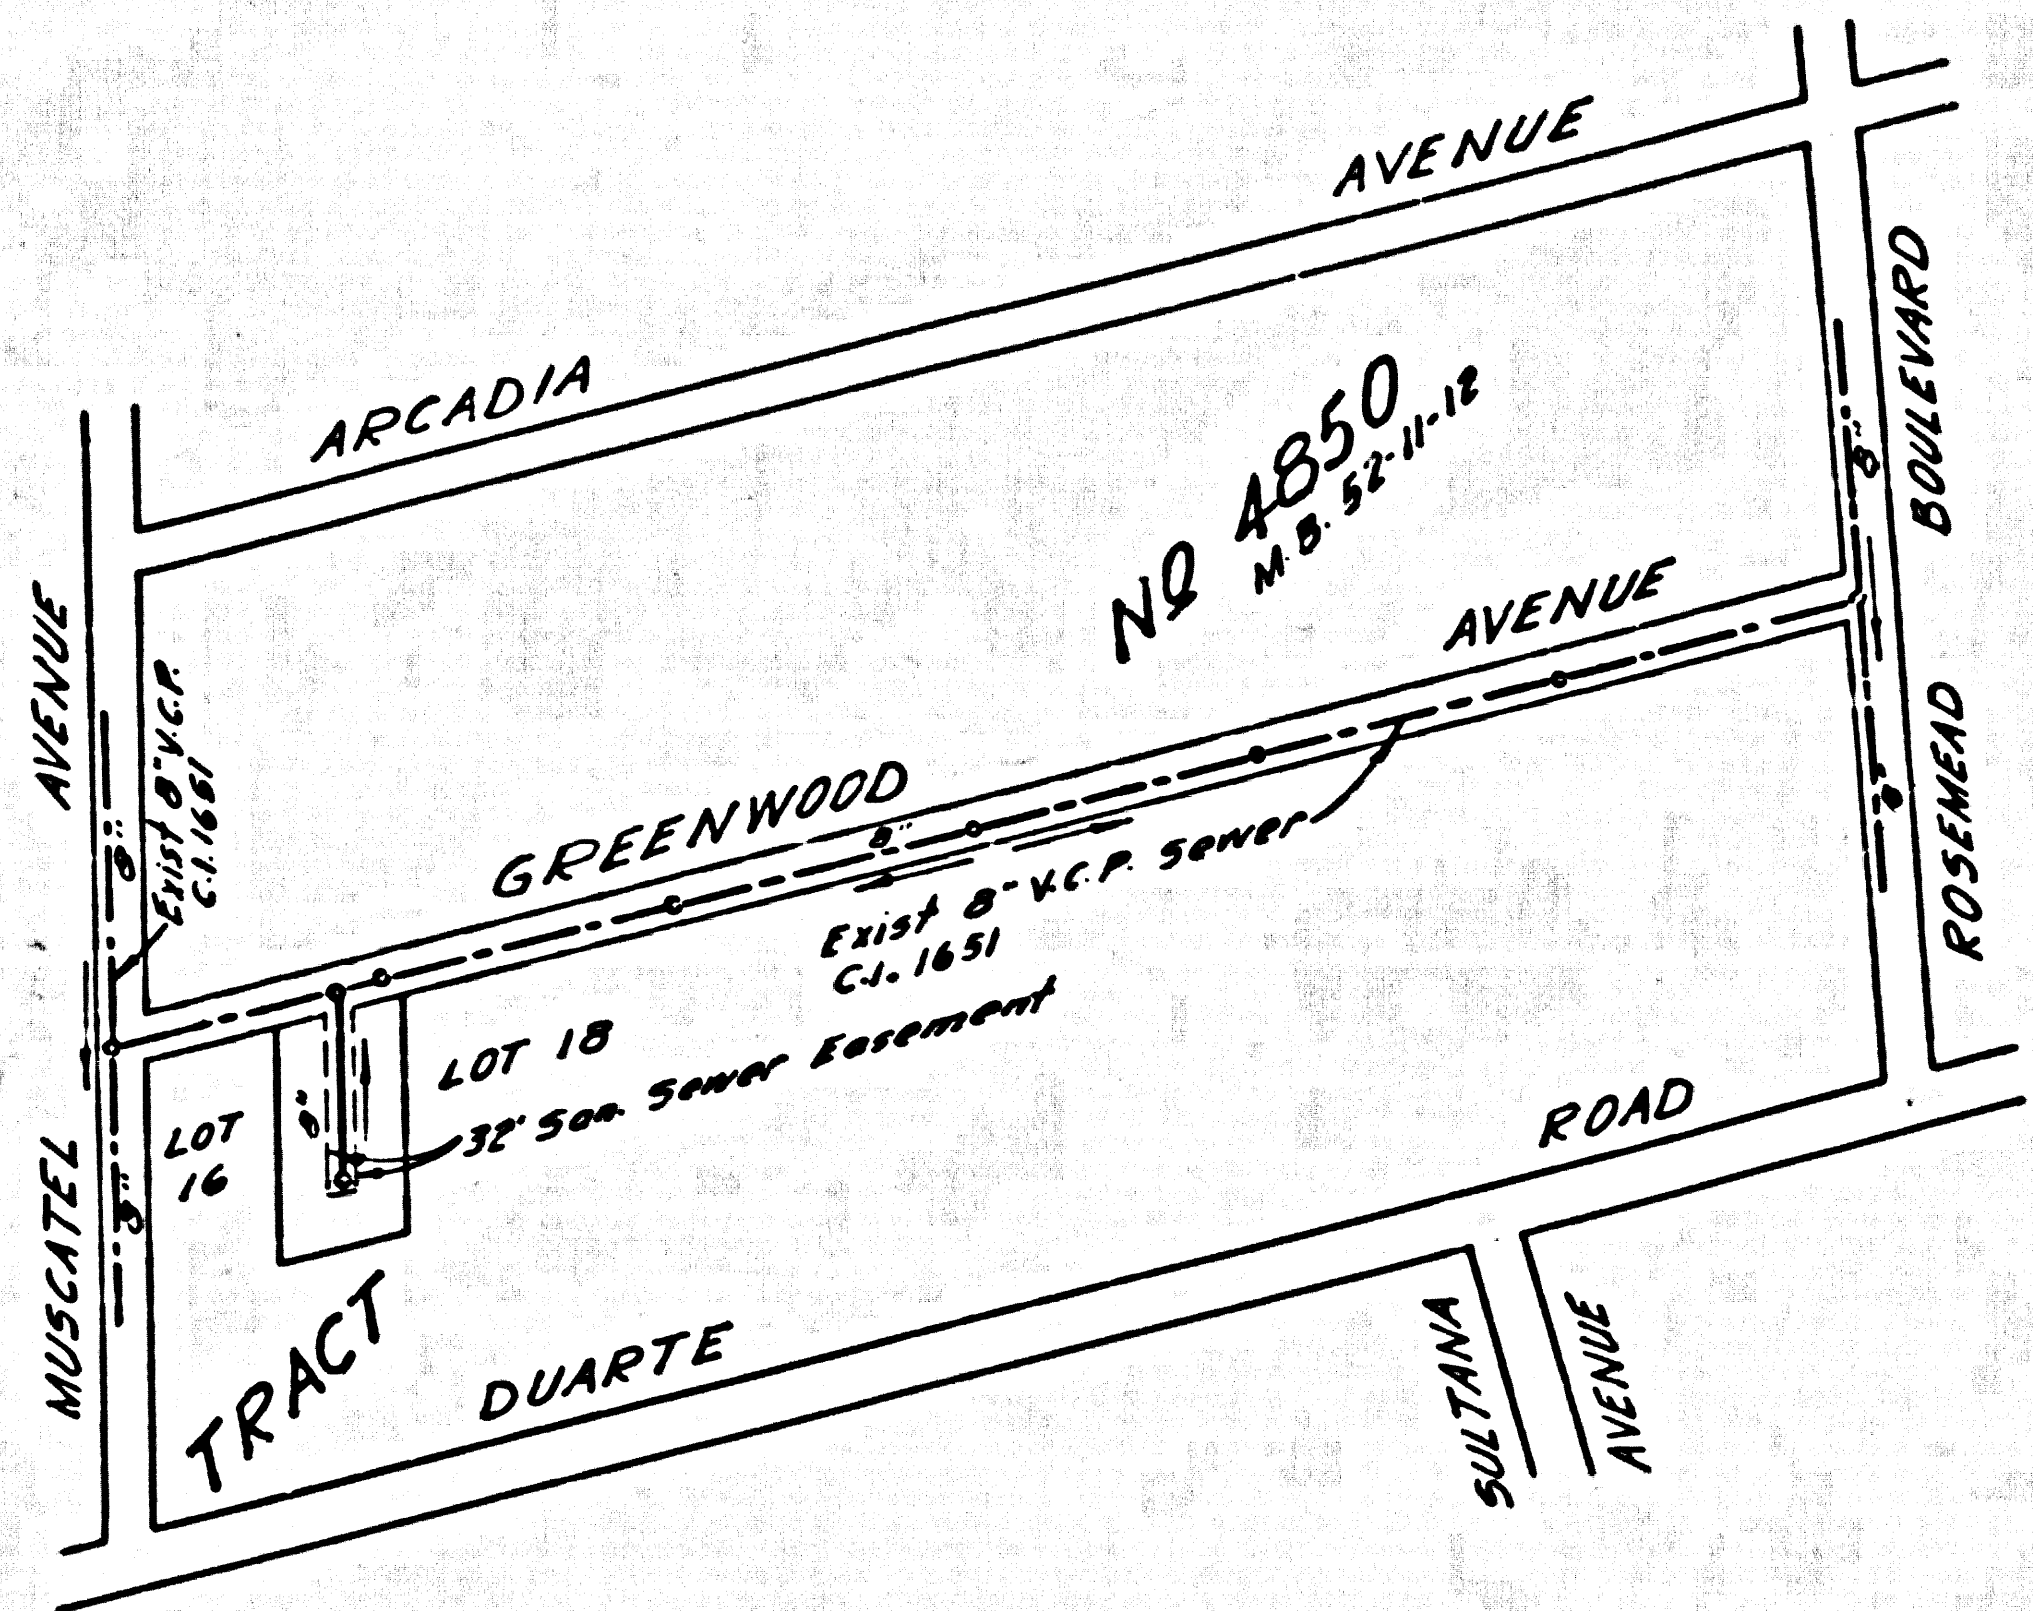 ARCADIA AVENUE
NO 4850
M.B. 52-11-12
BOULEVARD
ROSEMEAD
8"
8"
AVENUE
MUSCATEL
Exist 8" V.C.P.
8"
8"
GREENWOOD AVENUE
8"
Exist 8" V.C.P. Sewer
C.I. 1651
LOT 18
32' San. Sewer Easement
LOT
16
8"
TRACT
DUARTE ROAD
SULTANA
AVENUE